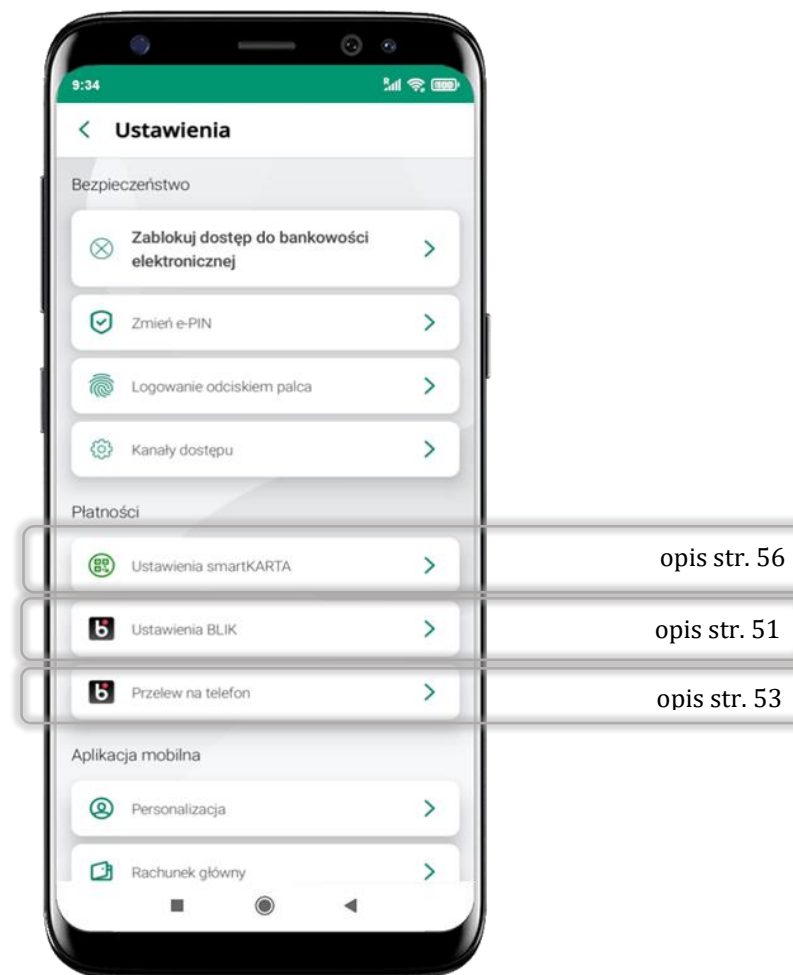 9:34
Ustawienia
Bezpieczeństwo
Zablokuj dostęp do bankowości
elektronicznej
Zmień e-PIN
Logowanie odciskiem palca
Kanały dostępu
Płatności
Ustawienia smartKARTA
opis str. 56
Ustawienia BLIK
opis str. 51
Przelew na telefon
opis str. 53
Aplikacja mobilna
Personalizacja
Rachunek główny